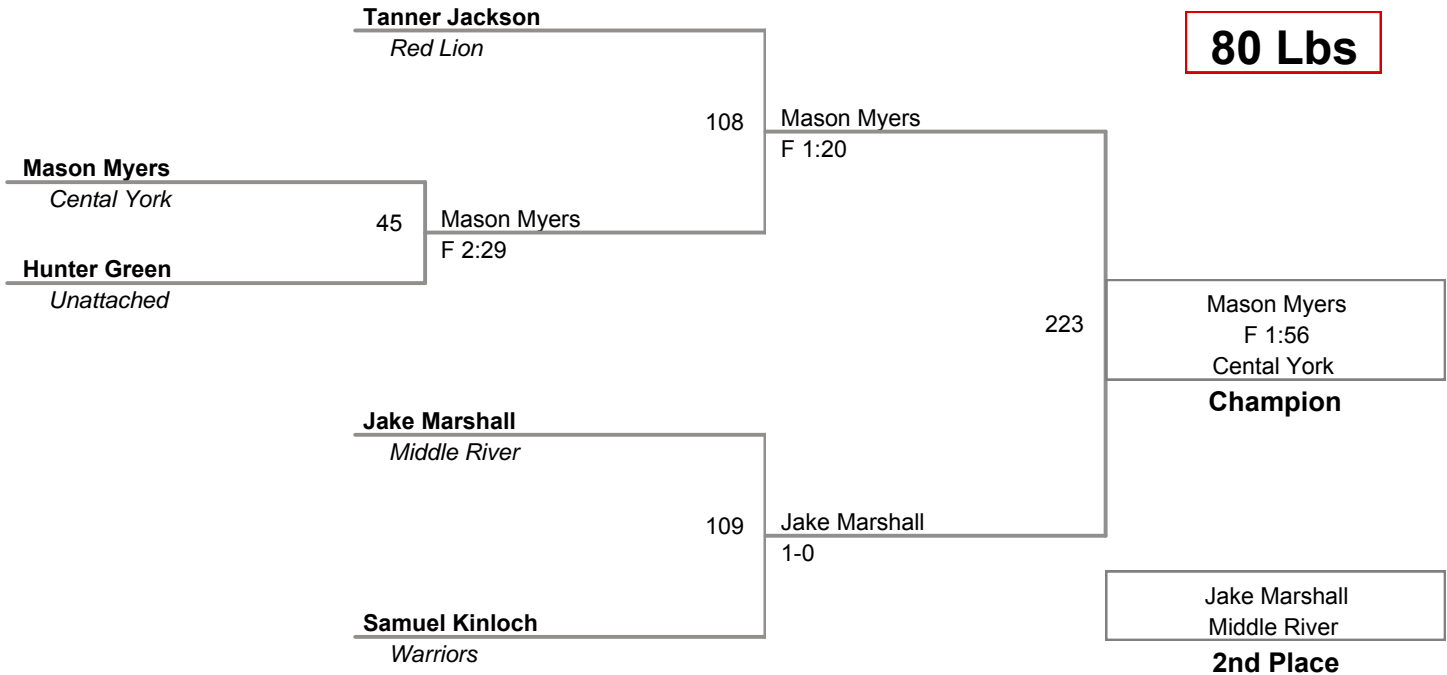 Tanner Jackson
Red Lion
80 Lbs
108
Mason Myers
F 1:20
Mason Myers
Cental York
45
Mason Myers
F 2:29
Hunter Green
Unattached
223
Mason Myers
F 1:56
Cental York
Champion
Jake Marshall
Middle River
109
Jake Marshall
1-0
Samuel Kinloch
Warriors
Jake Marshall
Middle River
2nd Place